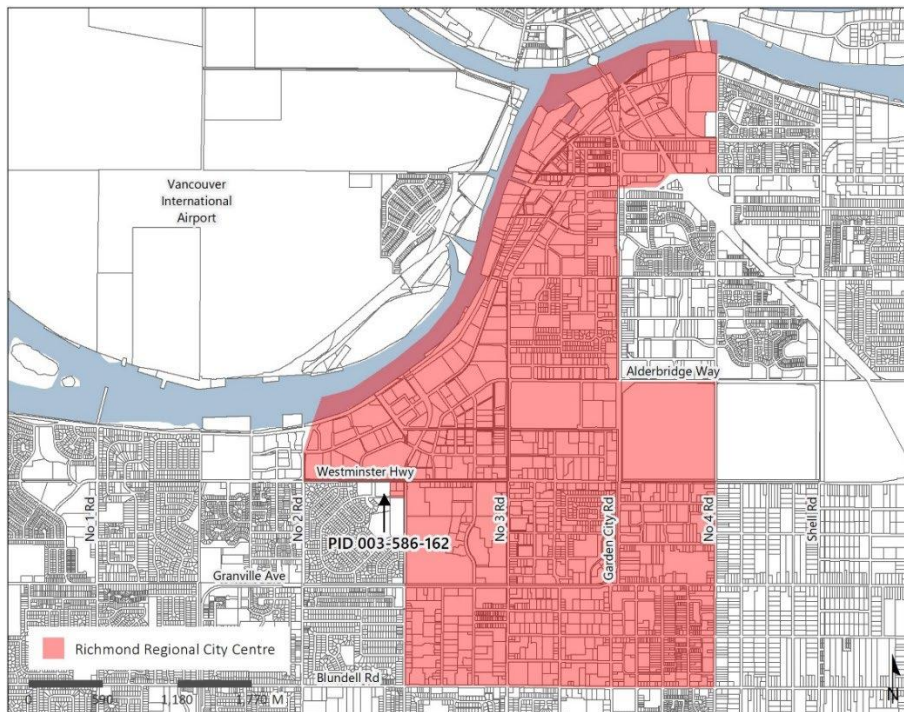 Vancouver
International
Airport
Alderbridge Way
Westminster Hwy
No 1 Rd
No 2 Rd
No 3 Rd
Garden City Rd
No 4 Rd
Shell Rd
PID 003-586-162
Granville Ave
Richmond Regional City Centre
Blundell Rd
0 590 1,180 1,770 M
N